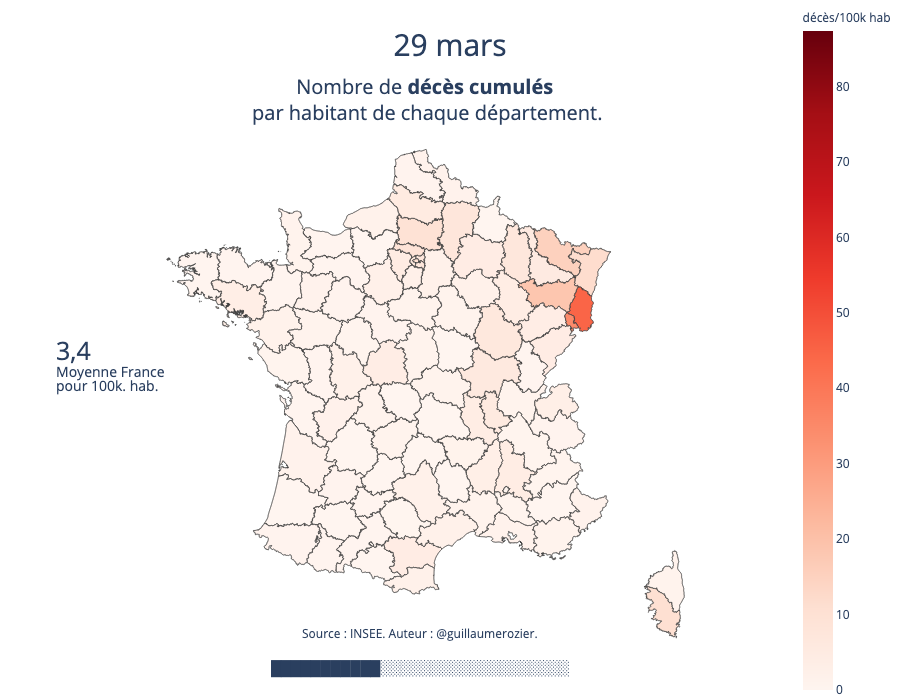 29 mars
Nombre de décès cumulés
par habitant de chaque département.
décès/100k hab
80
70
60
50
40
30
20
10
0
3,4
Moyenne France
pour 100k. hab.
Source : INSEE. Auteur : @guillaumerozier.